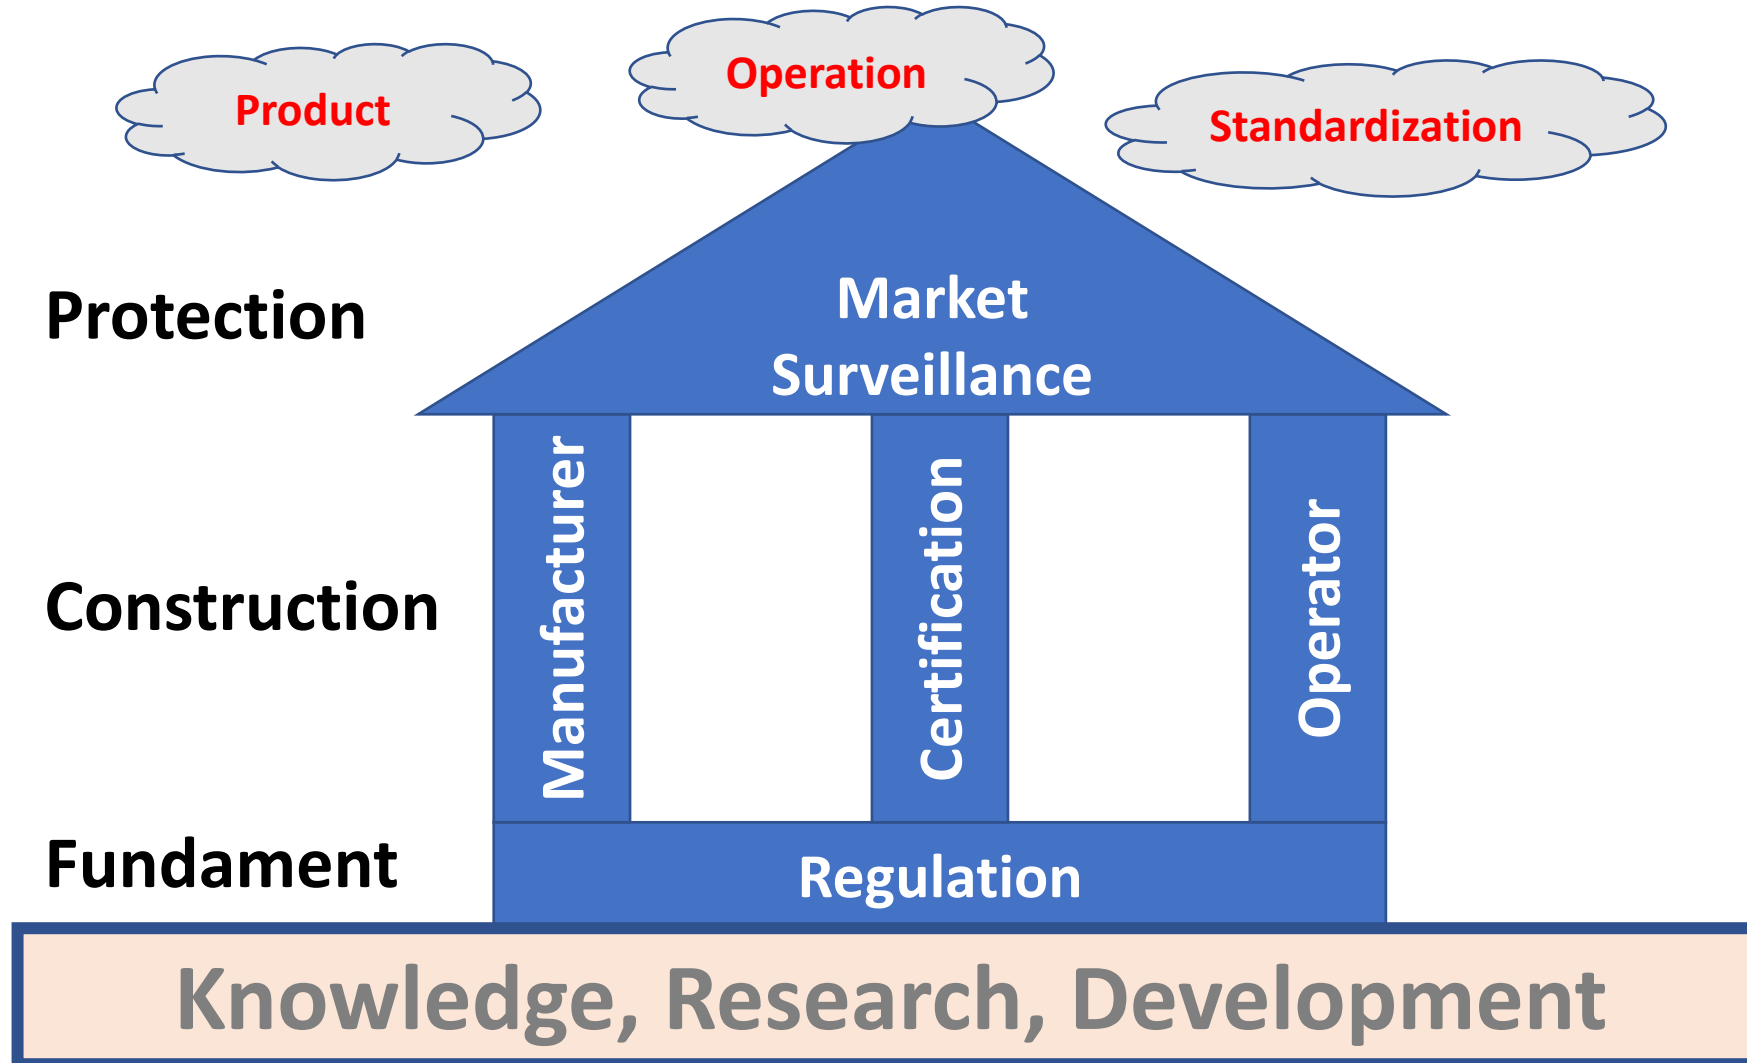 Product
Operation
Standardization
Protection
Market
Surveillance
Construction
Manufacturer
Certification
Operator
Fundament
Regulation
Knowledge, Research, Development